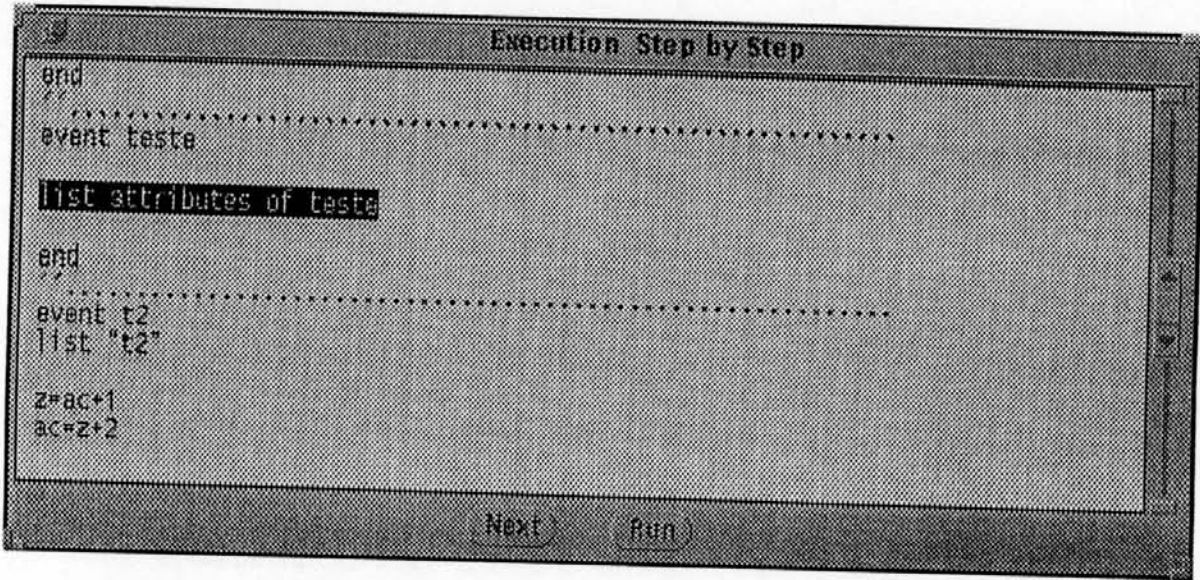 Execution Step by Step
end
''..........................................................
event teste
list attributes of teste
end
''..........................................................
event t2
list "t2"
z=ac+1
ac=z+2
Next Run